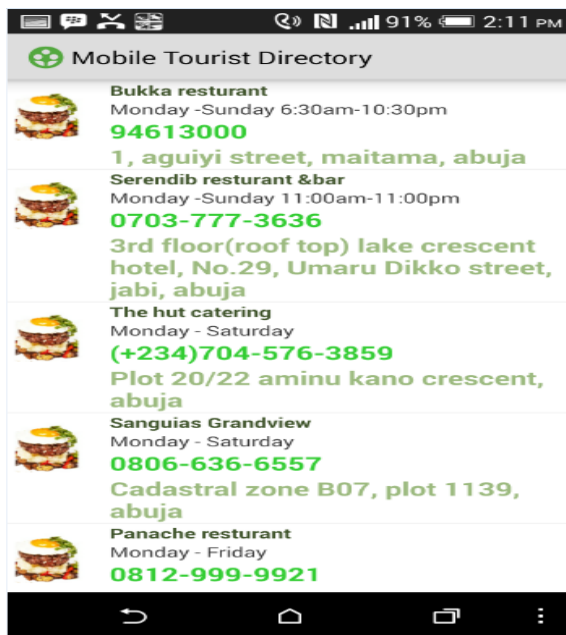 91% 2:11 PM
Mobile Tourist Directory
Bukka resturant
Monday -Sunday 6:30am-10:30pm
94613000
1, aguiyi street, maitama, abuja
Serendib resturant &bar
Monday -Sunday 11:00am-11:00pm
0703-777-3636
3rd floor(roof top) lake crescent
hotel, No.29, Umaru Dikko street,
jabi, abuja
The hut catering
Monday - Saturday
(+234)704-576-3859
Plot 20/22 aminu kano crescent,
abuja
Sanguias Grandview
Monday - Saturday
0806-636-6557
Cadastral zone B07, plot 1139,
abuja
Panache resturant
Monday - Friday
0812-999-9921